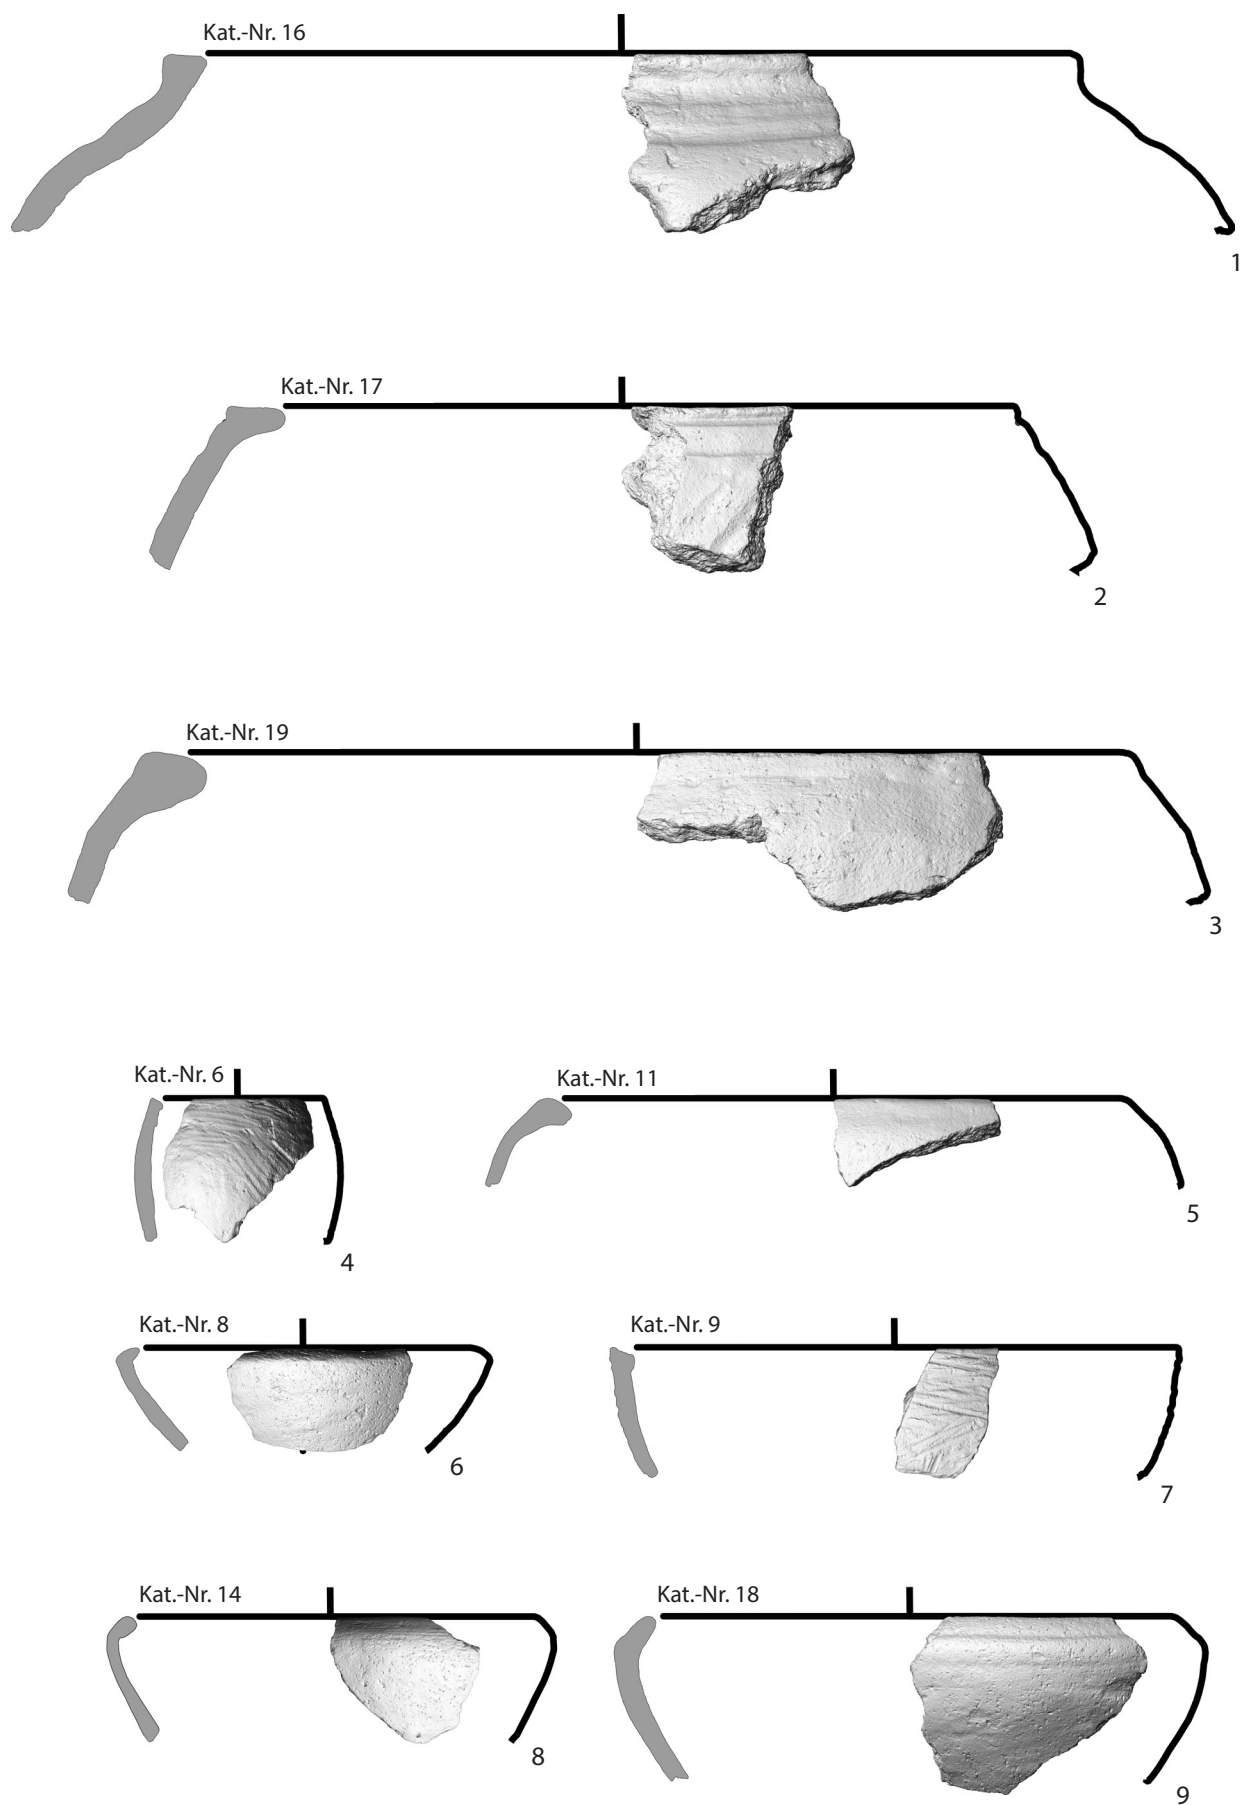 Kat.-Nr. 16
1
Kat.-Nr. 17
2
Kat.-Nr. 19
3
Kat.-Nr. 6
4
Kat.-Nr. 11
5
Kat.-Nr. 8
6
Kat.-Nr. 9
7
Kat.-Nr. 14
8
Kat.-Nr. 18
9